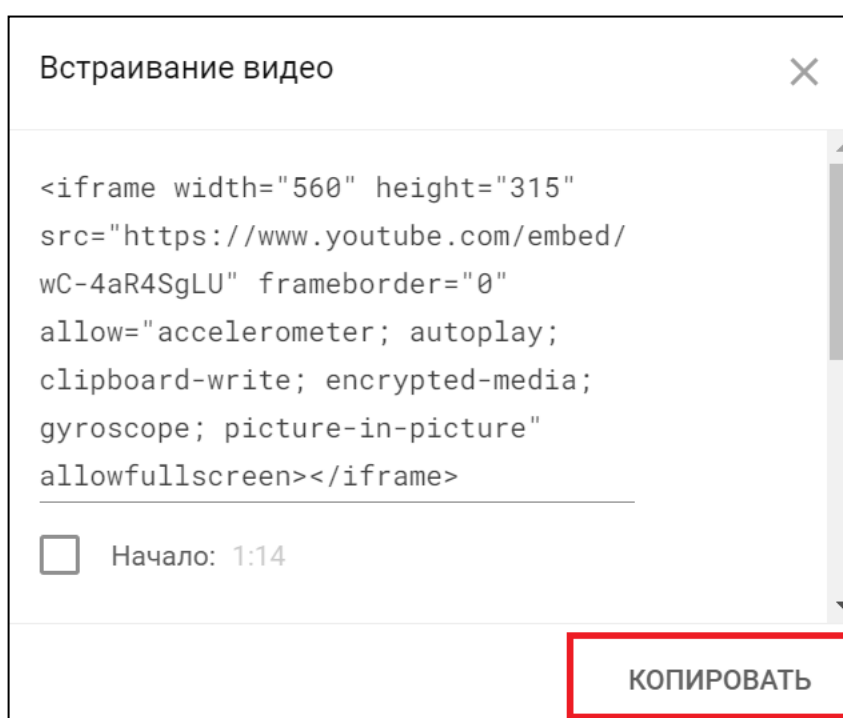 Встраивание видео
<iframe width="560" height="315"
src="https://www.youtube.com/embed/
wC-4aR4SgLU" frameborder="0"
allow="accelerometer; autoplay;
clipboard-write; encrypted-media;
gyroscope; picture-in-picture"
allowfullscreen></iframe>
Начало: 1:14
КОПИРОВАТЬ